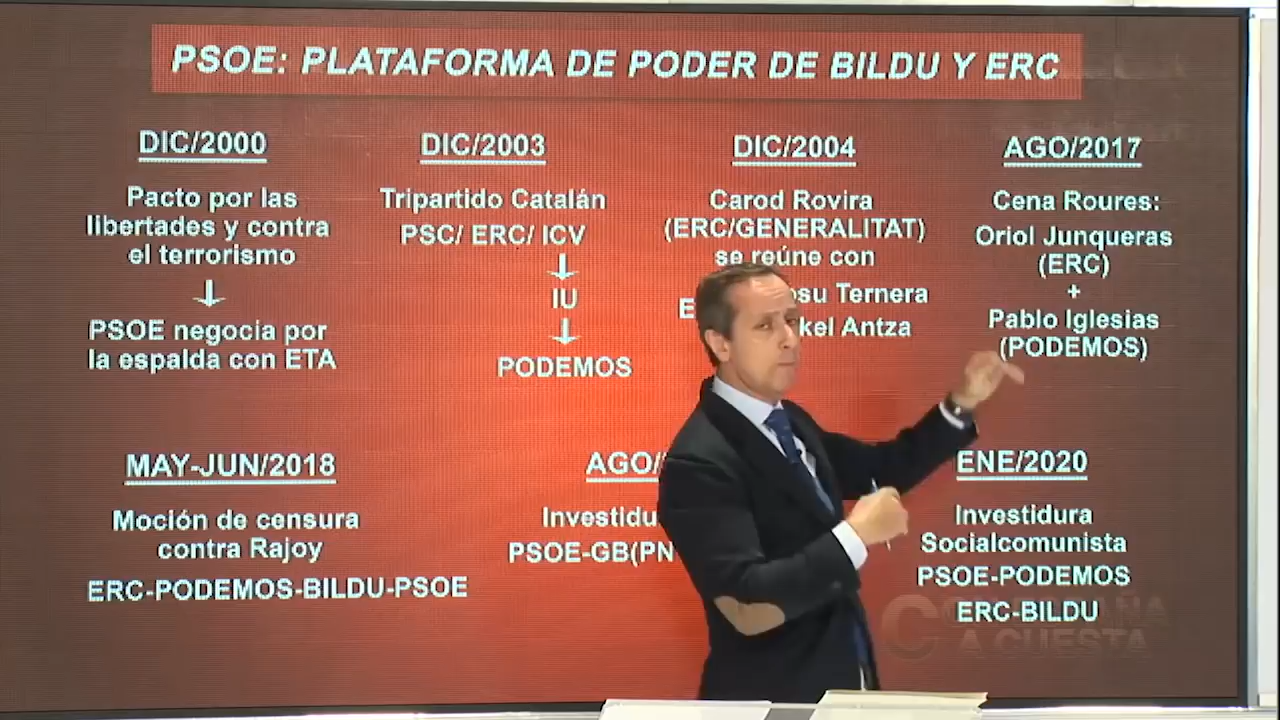 PSOE: PLATAFORMA DE PODER DE BILDU Y ERC
DIC/2000
Pacto por las
libertades y contra
el terrorismo
↓
PSOE negocia por
la espalda con ETA
DIC/2003
Tripartido Catalán
PSC/ ERC/ ICV
↓
IU
↓
PODEMOS
DIC/2004
Carod Rovira
(ERC/GENERALITAT)
se reúne con
Ternera
Antza
AGO/2017
Cena Roures:
Oriol Junqueras
(ERC)
+
Pablo Iglesias
(PODEMOS)
MAY-JUN/2018
Moción de censura
contra Rajoy
ERC-PODEMOS-BILDU-PSOE
AGO/
Investidu
PSOE-GB(PN
ENE/2020
Investidura
Socialcomunista
PSOE-PODEMOS
ERC-BILDU
A CUESTA